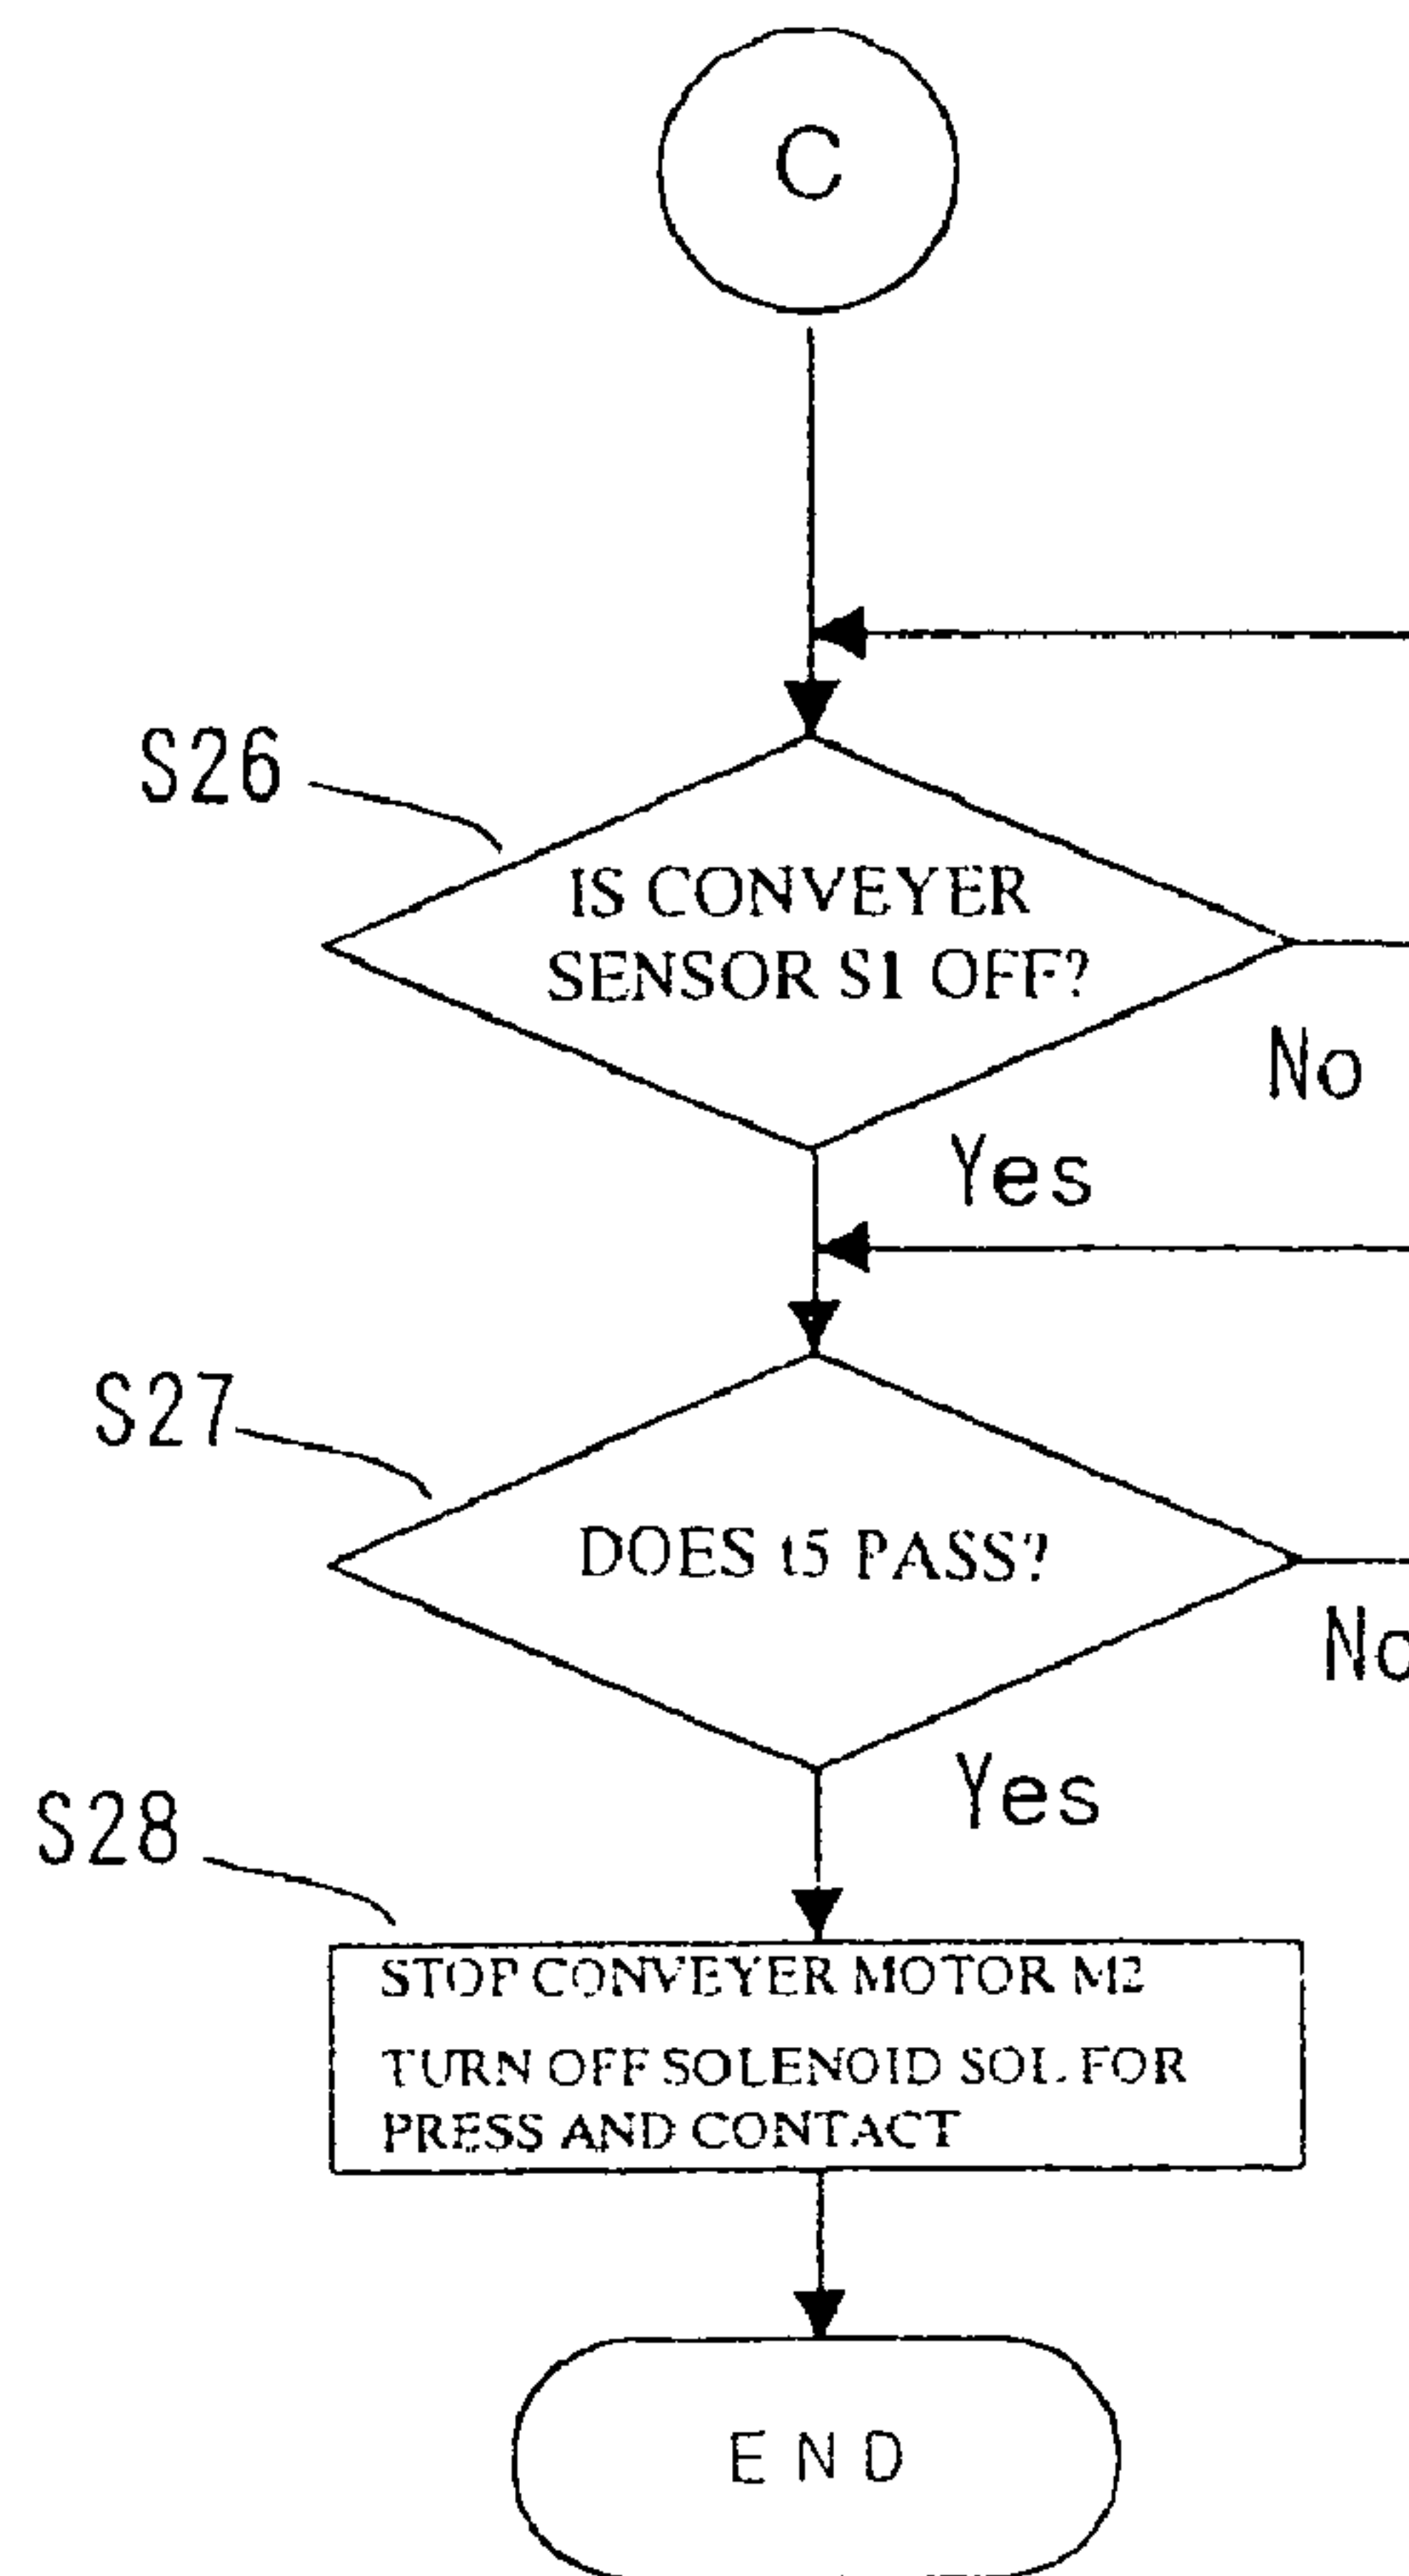 C
S26
IS CONVEYER
SENSOR S1 OFF?
No
Yes
S27
DOES t5 PASS?
No
Yes
S28
STOP CONVEYER MOTOR M2
TURN OFF SOLENOID SOL FOR
PRESS AND CONTACT
END